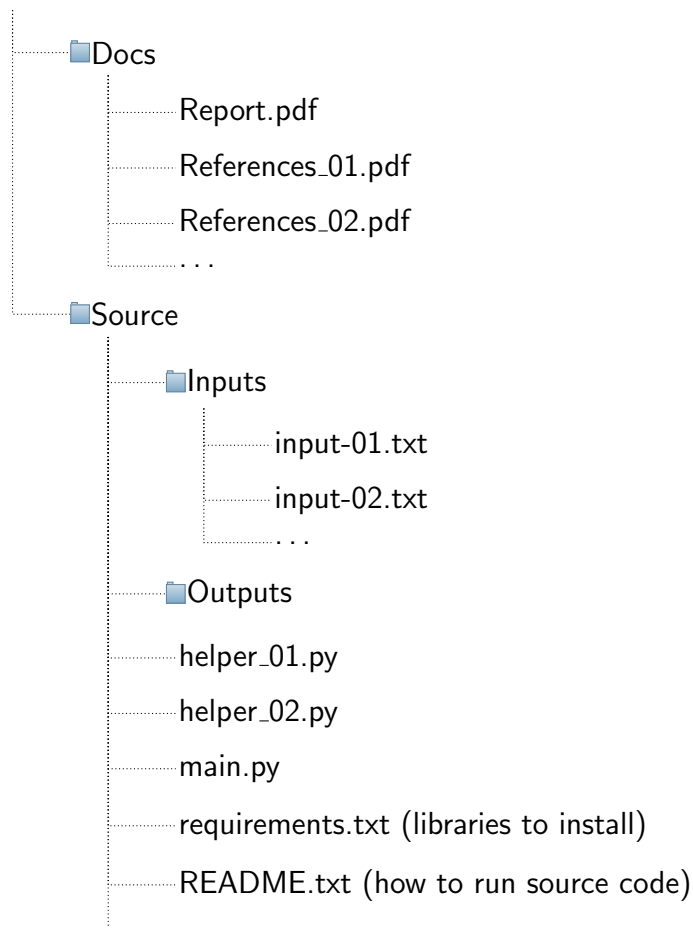 Docs
Report.pdf
References_01.pdf
References_02.pdf
. . .
Source
Inputs
input-01.txt
input-02.txt
. . .
Outputs
helper_01.py
helper_02.py
main.py
requirements.txt (libraries to install)
README.txt (how to run source code)